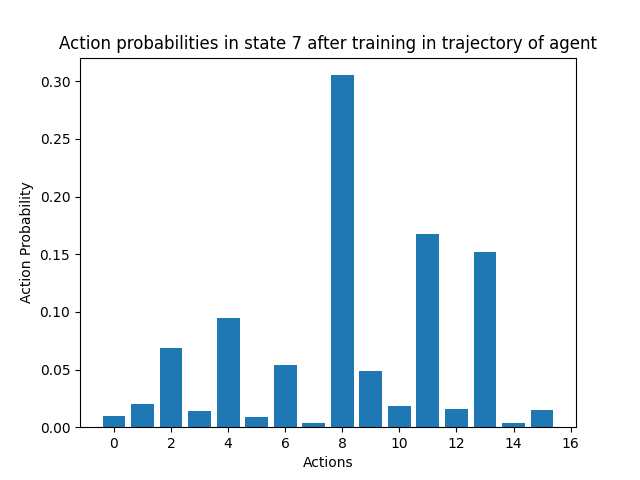 Action probabilities in state 7 after training in trajectory of agent
0.30
0.25
0.20
0.15
0.10
0.05
0.00
Action Probability
0 2 4 6 8 10 12 14 16
Actions